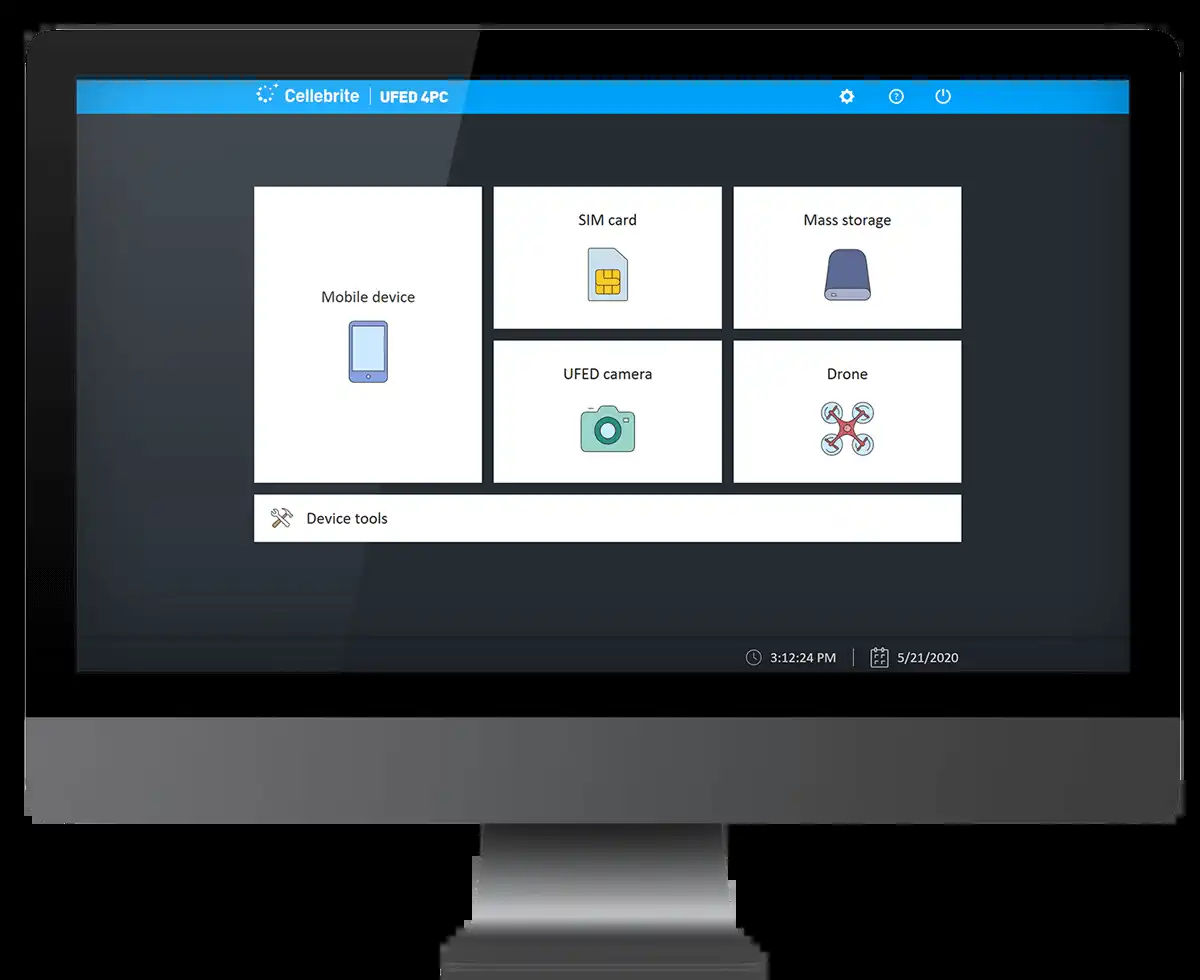 Cellebrite | UFED 4PC
Mobile device
SIM card
Mass storage
UFED camera
Drone
Device tools
3:12:24 PM | 5/21/2020